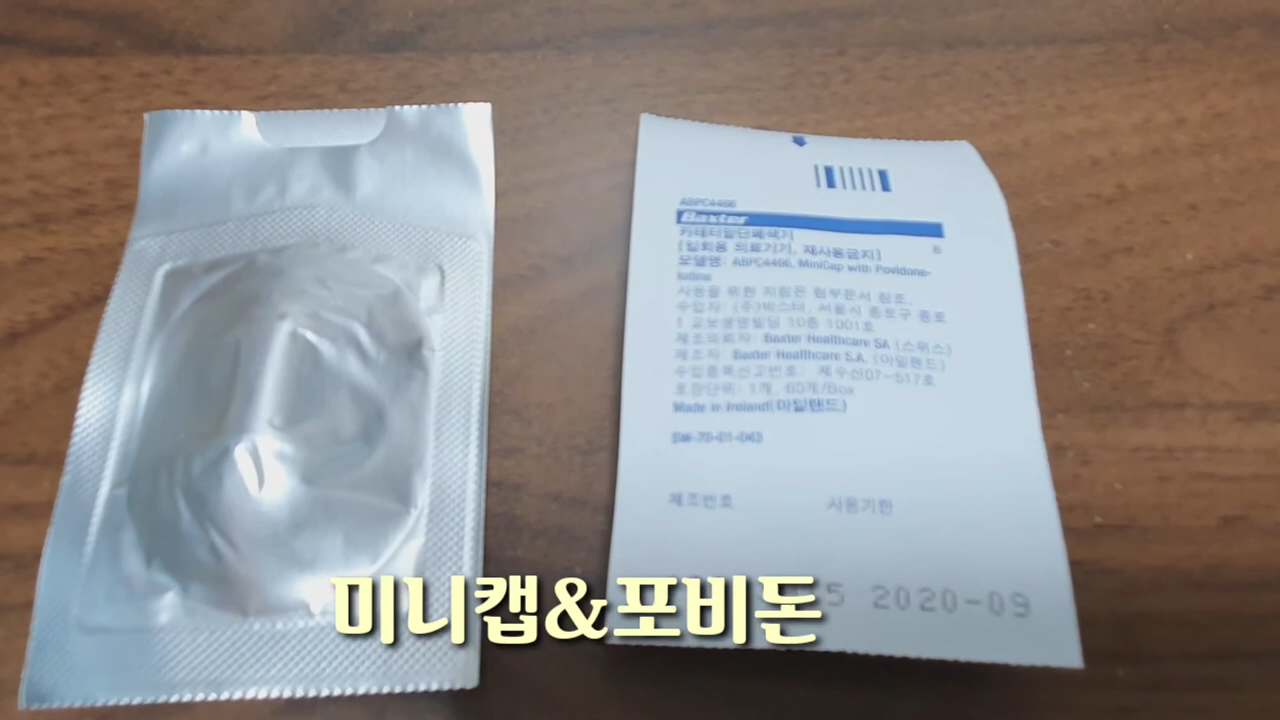 ABPC4466
Baxter
카테터말단폐색기
6
[일회용 의료기기, 재사용금지]
모델명: ABPC4466, MiniCap with Povidone-
Iodine
사용을 위한 지침은 첨부문서 참조.
수입자: (주)박스터, 서울시 종로구 종로
1 교보생명빌딩 10층 1001호
제조의뢰자: Baxter Healthcare SA (스위스)
제조자: Baxter Healthcare S.A. (아일랜드)
수입품목신고번호: 제수신07-517호
포장단위: 1개, 60개/Box
Made in Ireland(아일랜드)
제조번호 사용기한
5 2020-09
미니캡&포비돈